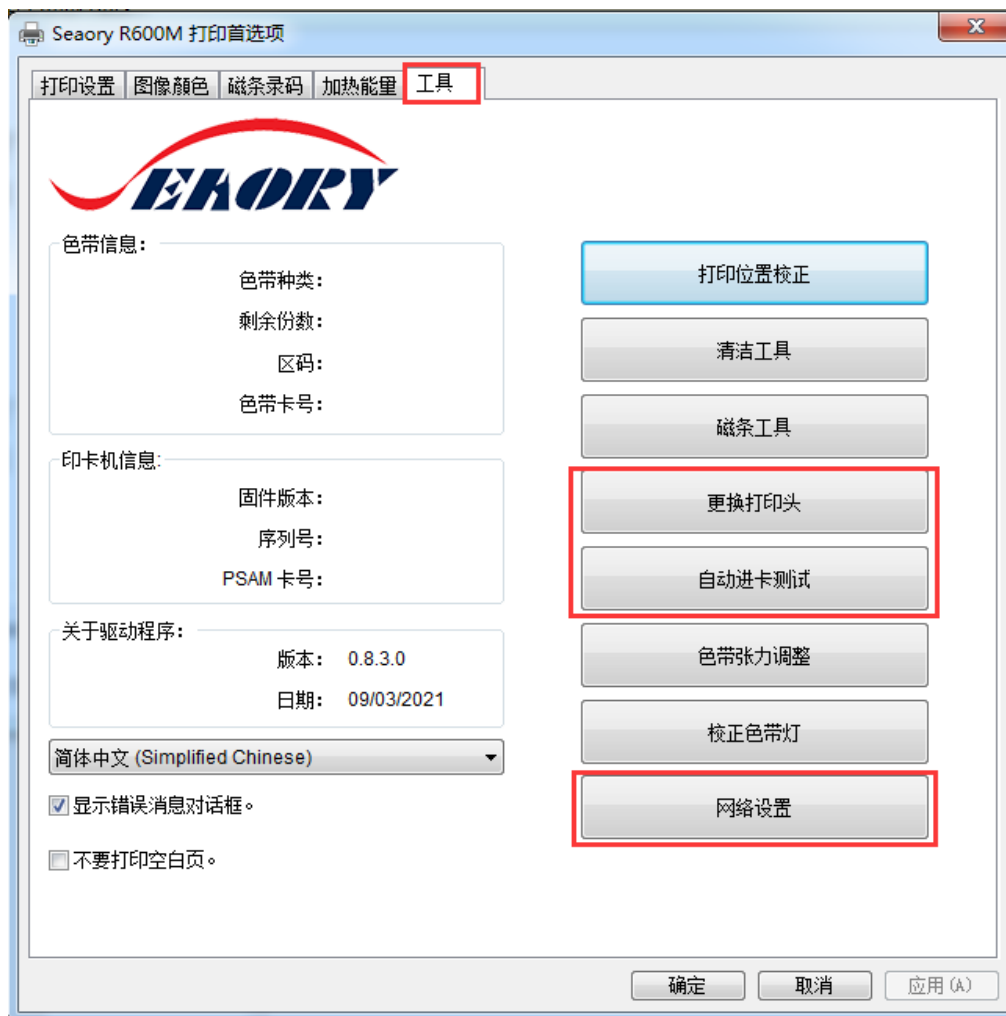 Seaory R600M 打印首选项
打印设置 图像颜色 磁条录码 加热能量 工具
SEAORY
色带信息：
色带种类：
剩余份数：
区码：
色带卡号：
印卡机信息:
固件版本：
序列号：
PSAM 卡号：
关于驱动程序：
版本： 0.8.3.0
日期： 09/03/2021
简体中文 (Simplified Chinese)
显示错误消息对话框。
不要打印空白页。
打印位置校正
清洁工具
磁条工具
更换打印头
自动进卡测试
色带张力调整
校正色带灯
网络设置
确定 取消 应用(A)